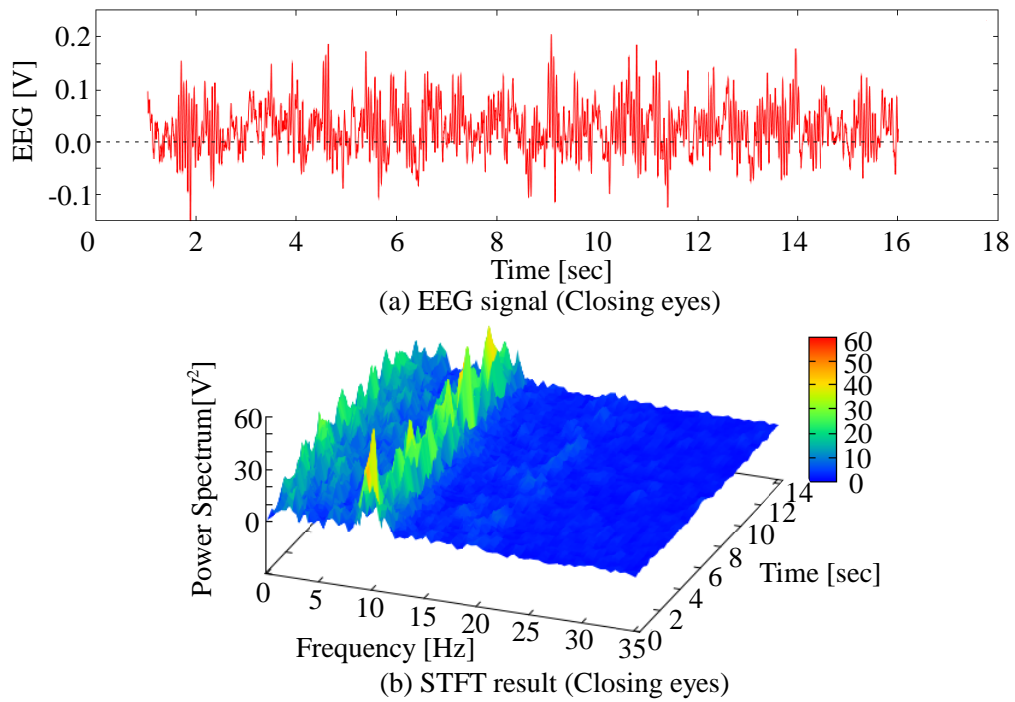 0.2
0.1
0.0
-0.1
EEG [V]
0 2 4 6 8 10 12 14 16 18
Time [sec]
(a) EEG signal (Closing eyes)
Power Spectrum[V²]
60
30
0
60
50
40
30
20
10
0
0 5 10 15 20 25 30 35
Frequency [Hz]
0 2 4 6 8 10 12 14
Time [sec]
(b) STFT result (Closing eyes)